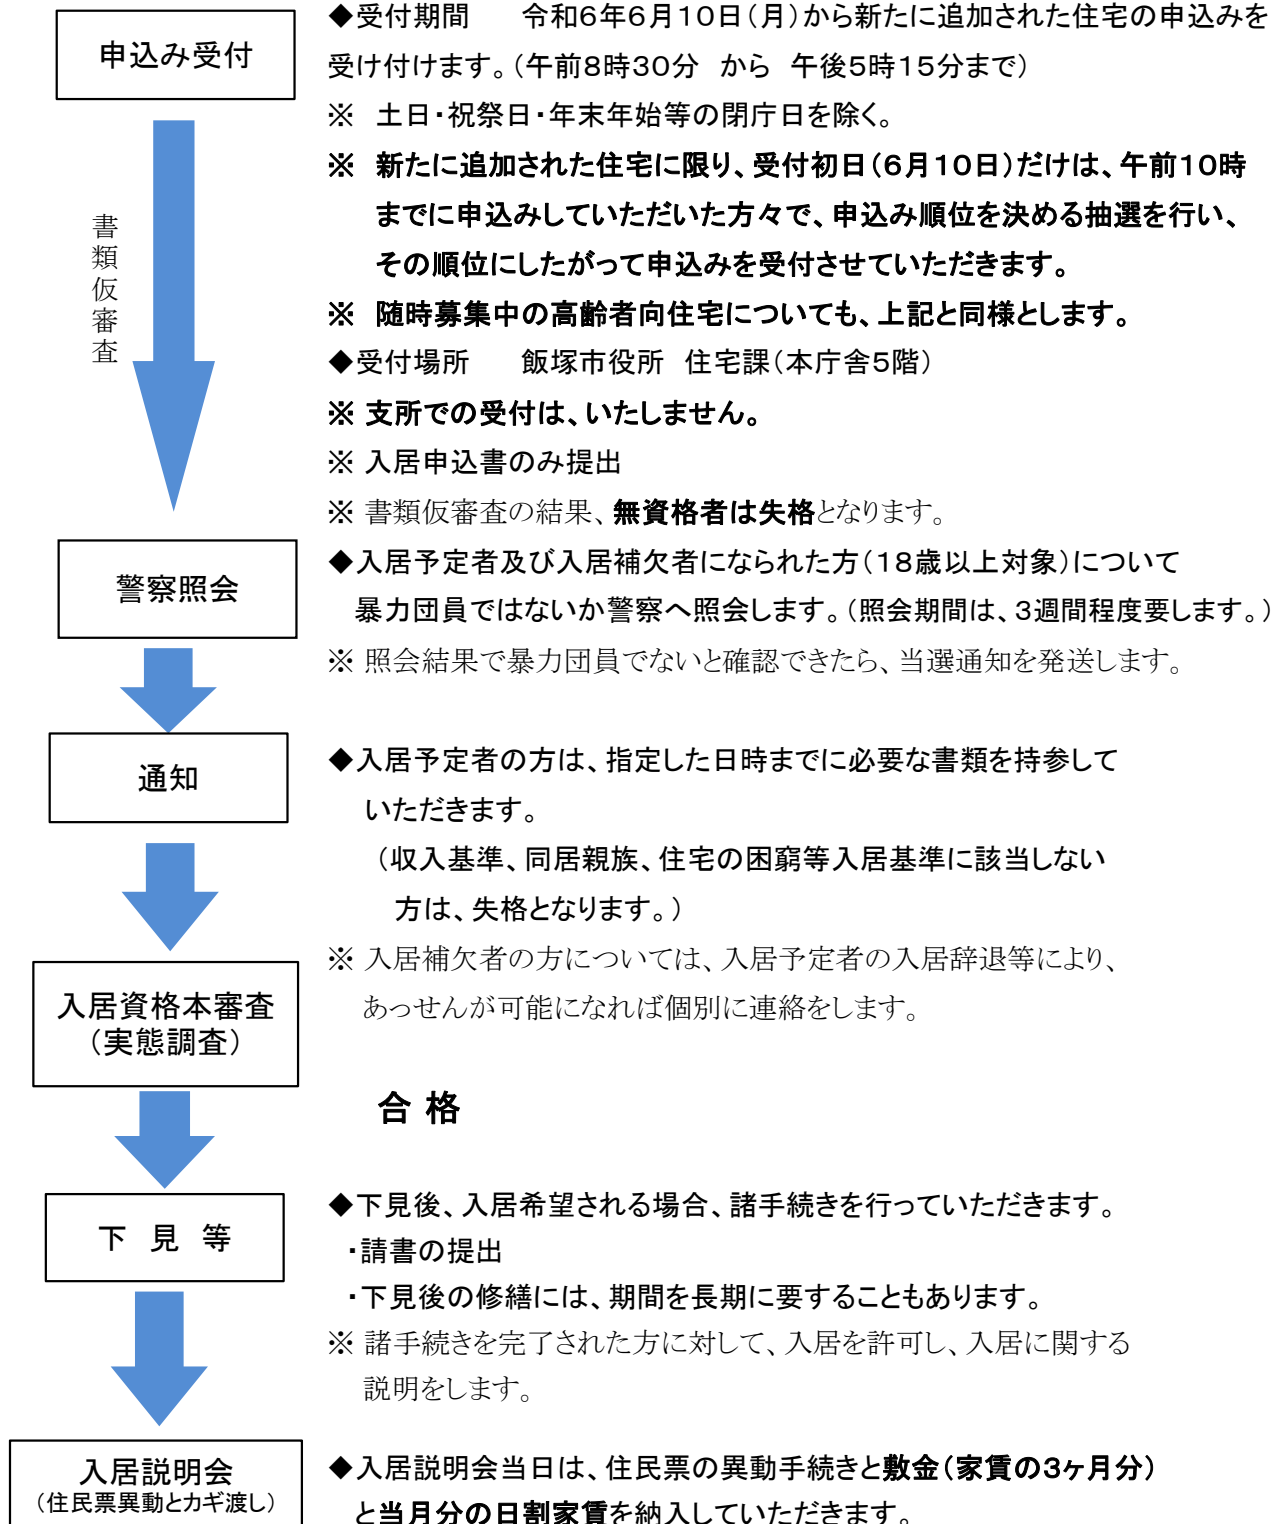 申込み受付
◆受付期間　　令和6年6月10日(月)から新たに追加された住宅の申込みを
受け付けます。(午前8時30分　から　午後5時15分まで)
※　土日・祝祭日・年末年始等の閉庁日を除く。
※　新たに追加された住宅に限り、受付初日(6月10日)だけは、午前10時
までに申込みしていただいた方々で、申込み順位を決める抽選を行い、
その順位にしたがって申込みを受付させていただきます。
※　随時募集中の高齢者向住宅についても、上記と同様とします。
書類仮審査
◆受付場所　　飯塚市役所　住宅課(本庁舎5階)
※ 支所での受付は、いたしません。
※ 入居申込書のみ提出
※ 書類仮審査の結果、無資格者は失格となります。
警察照会
◆入居予定者及び入居補欠者になられた方(18歳以上対象)について
暴力団員ではないか警察へ照会します。(照会期間は、3週間程度要します。)
※ 照会結果で暴力団員でないと確認できたら、当選通知を発送します。
通知
◆入居予定者の方は、指定した日時までに必要な書類を持参して
いただきます。
(収入基準、同居親族、住宅の困窮等入居基準に該当しない
方は、失格となります。)
※ 入居補欠者の方については、入居予定者の入居辞退等により、
あっせんが可能になれば個別に連絡をします。
入居資格本審査
(実態調査)
合 格
下　見　等
◆下見後、入居希望される場合、諸手続きを行っていただきます。
・請書の提出
・下見後の修繕には、期間を長期に要することもあります。
※ 諸手続きを完了された方に対して、入居を許可し、入居に関する
説明をします。
入居説明会
(住民票異動とカギ渡し)
◆入居説明会当日は、住民票の異動手続きと敷金(家賃の3ヶ月分)
と当月分の日割家賃を納入していただきます。